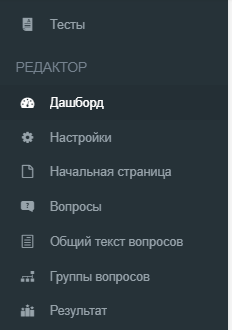 Тесты
РЕДАКТОР
Дашборд
Настройки
Начальная страница
Вопросы
Общий текст вопросов
Группы вопросов
Результат